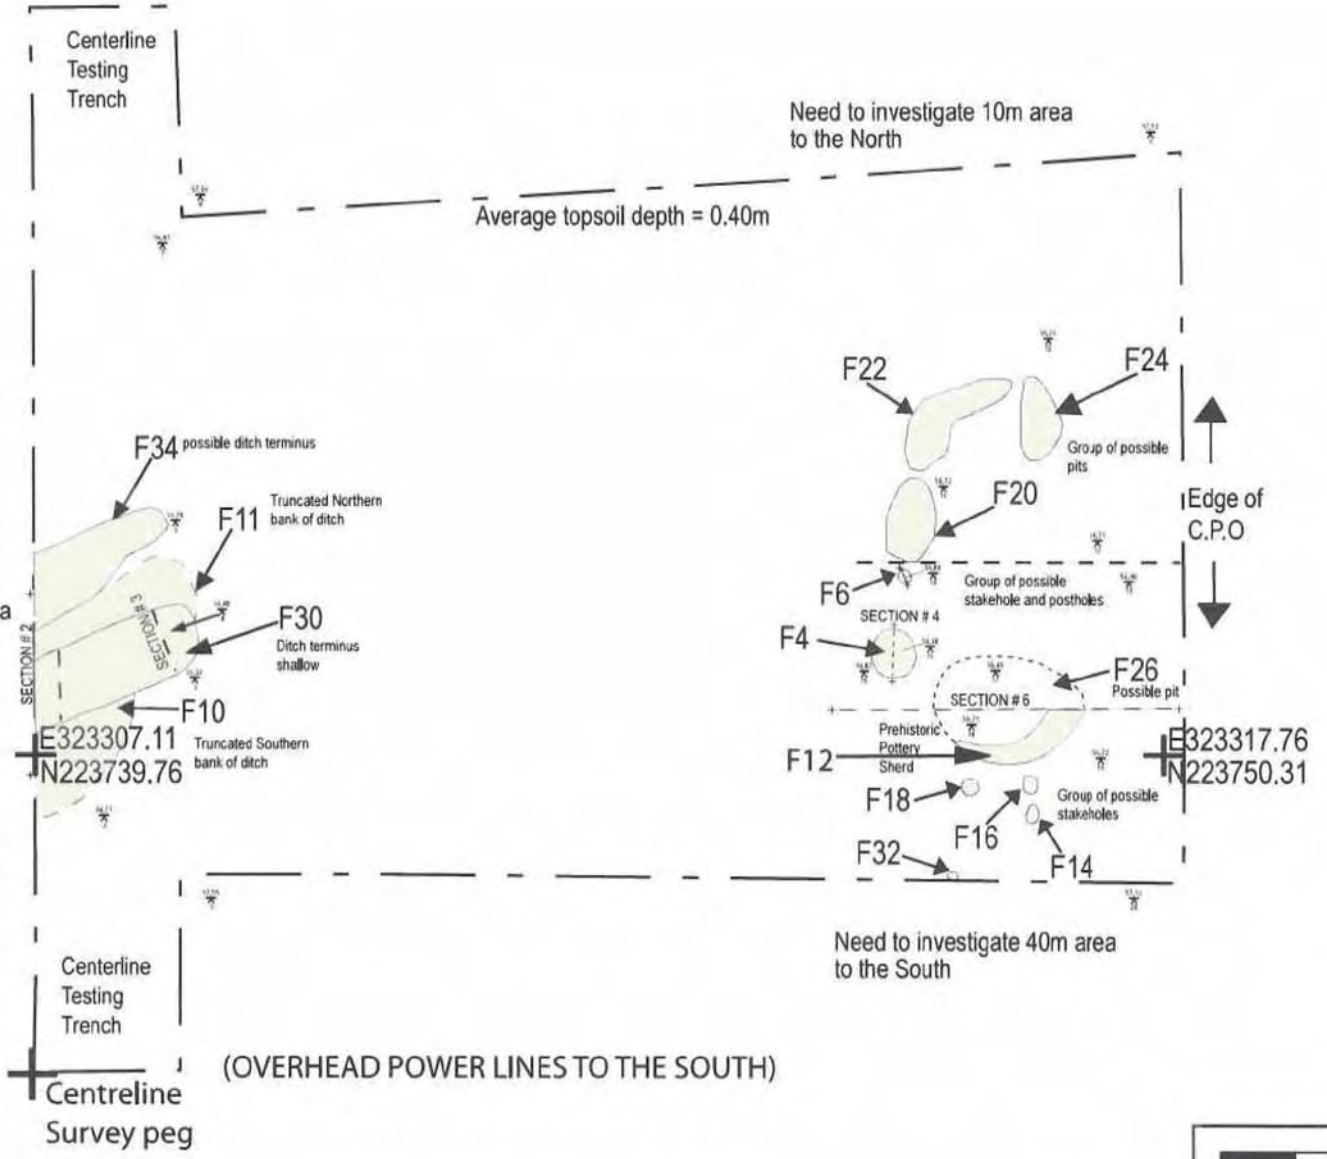 Centerline
Testing
Trench
Need to investigate 10m area
to the North
Average topsoil depth = 0.40m
F22
F24
Group of possible
pits
F34 possible ditch terminus
F11
Truncated Northern
bank of ditch
F20
Edge of
C.P.O
a
SECTION # 2
SECTION # 3
F30
Ditch terminus
shallow
F6
Group of possible
stakehole and postholes
SECTION # 4
F4
F26
Possible pit
SECTION # 6
F10
Truncated Southern
bank of ditch
E323307.11
N223739.76
Prehistoric
Pottery
Sherd
F12
E323317.76
N223750.31
F18
F16
Group of possible
stakeholes
F14
F32
Need to investigate 40m area
to the South
Centerline
Testing
Trench
(OVERHEAD POWER LINES TO THE SOUTH)
Centreline
Survey peg